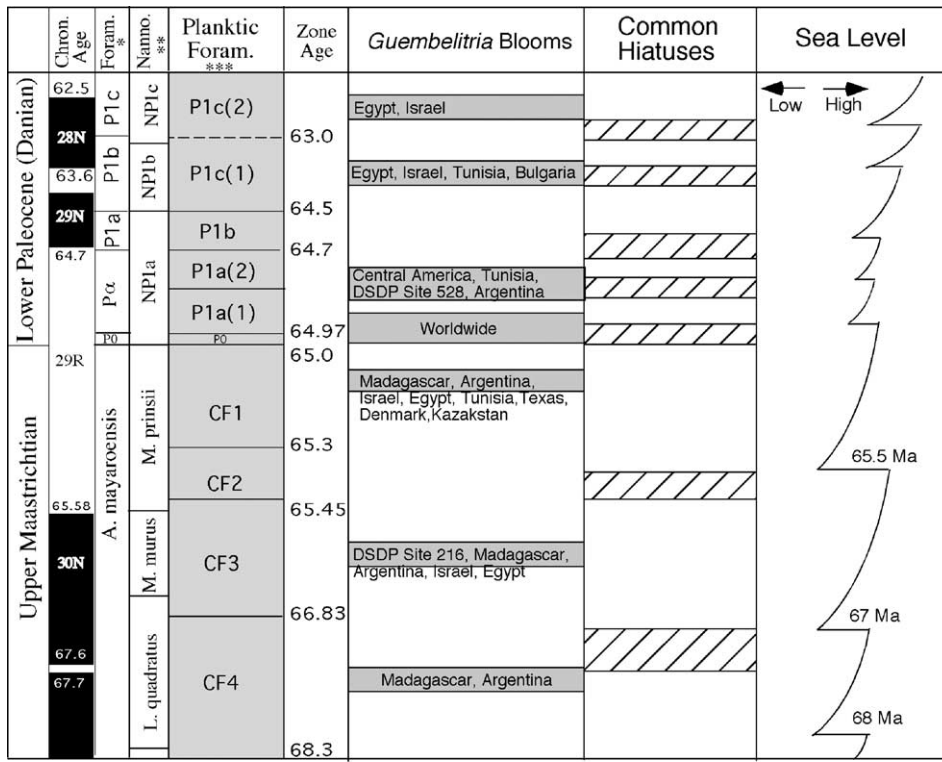 Chron. Age
Foram. *
Nanno. **
Planktic
Foram.
***
Zone
Age
Guembelitria Blooms
Common
Hiatuses
Sea Level
Lower Paleocene (Danian)
Upper Maastrichtian
62.5
28N
63.6
29N
64.7
29R
65.58
30N
67.6
67.7
P1c
P1b
P1a
Pα
P0
A. mayaroensis
NP1c
NP1b
NP1a
M. prinsii
M. murus
L. quadratus
P1c(2)
P1c(1)
P1b
P1a(2)
P1a(1)
P0
CF1
CF2
CF3
CF4
63.0
64.5
64.7
64.97
65.0
65.3
65.45
66.83
68.3
Egypt, Israel
Egypt, Israel, Tunisia, Bulgaria
Central America, Tunisia,
DSDP Site 528, Argentina
Worldwide
Madagascar, Argentina,
Israel, Egypt, Tunisia,Texas,
Denmark,Kazakstan
DSDP Site 216, Madagascar,
Argentina, Israel, Egypt
Madagascar, Argentina
Low High
65.5 Ma
67 Ma
68 Ma